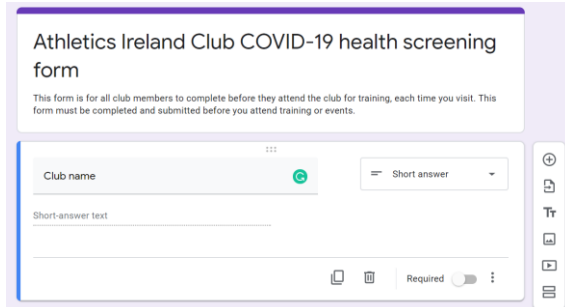 Athletics Ireland Club COVID-19 health screening
form
This form is for all club members to complete before they attend the club for training, each time you visit. This
form must be completed and submitted before you attend training or events.
Club name
Short answer
Short-answer text
Required
Tт